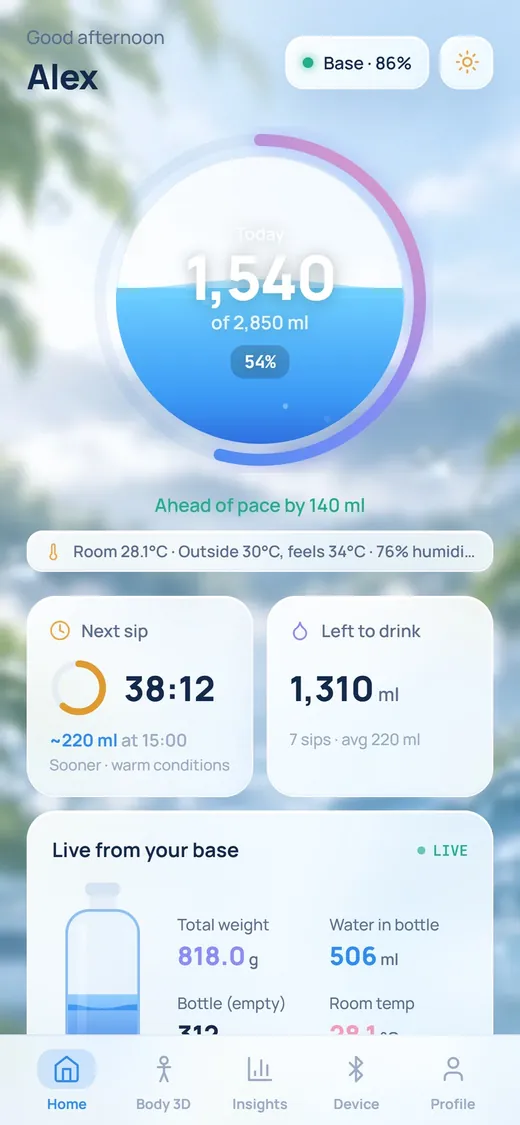 Good afternoon
Alex
Base · 86%
Today
1,540
of 2,850 ml
54%
Ahead of pace by 140 ml
Room 28.1°C · Outside 30°C, feels 34°C · 76% humidi...
Next sip
38:12
~220 ml at 15:00
Sooner · warm conditions
Left to drink
1,310 ml
7 sips · avg 220 ml
Live from your base
LIVE
Total weight
818.0 g
Water in bottle
506 ml
Bottle (empty)
312
Room temp
28.1 °C
Home
Body 3D
Insights
Device
Profile